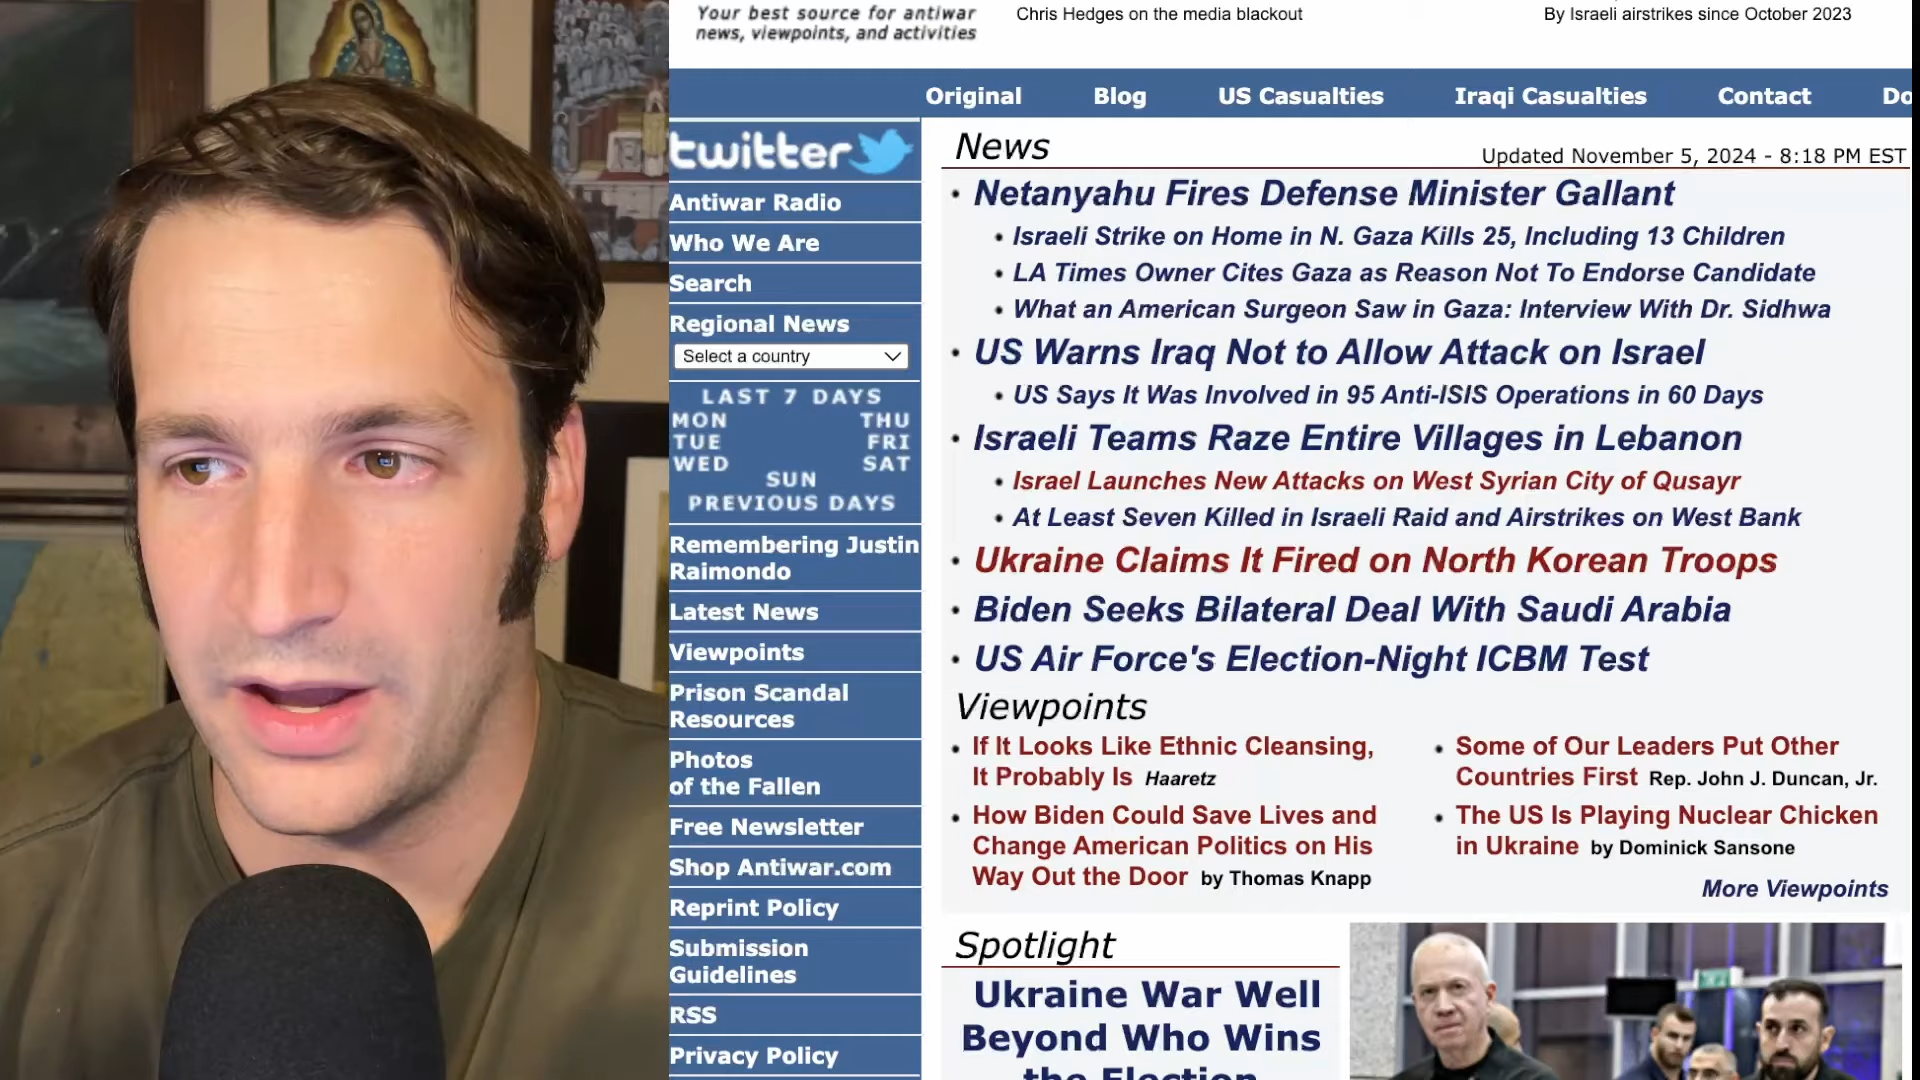 Your best source for antiwar
news, viewpoints, and activities
Chris Hedges on the media blackout
By Israeli airstrikes since October 2023
Original
Blog
US Casualties
Iraqi Casualties
Contact
Do
twitter
Antiwar Radio
Who We Are
Search
Regional News
Select a country
LAST 7 DAYS
MON THU
TUE FRI
WED SAT
SUN
PREVIOUS DAYS
Remembering Justin
Raimondo
Latest News
Viewpoints
Prison Scandal
Resources
Photos
of the Fallen
Free Newsletter
Shop Antiwar.com
Reprint Policy
Submission
Guidelines
RSS
Privacy Policy
News
Updated November 5, 2024 - 8:18 PM EST
Netanyahu Fires Defense Minister Gallant
Israeli Strike on Home in N. Gaza Kills 25, Including 13 Children
LA Times Owner Cites Gaza as Reason Not To Endorse Candidate
What an American Surgeon Saw in Gaza: Interview With Dr. Sidhwa
US Warns Iraq Not to Allow Attack on Israel
US Says It Was Involved in 95 Anti-ISIS Operations in 60 Days
Israeli Teams Raze Entire Villages in Lebanon
Israel Launches New Attacks on West Syrian City of Qusayr
At Least Seven Killed in Israeli Raid and Airstrikes on West Bank
Ukraine Claims It Fired on North Korean Troops
Biden Seeks Bilateral Deal With Saudi Arabia
US Air Force's Election-Night ICBM Test
Viewpoints
If It Looks Like Ethnic Cleansing,
It Probably Is Haaretz
How Biden Could Save Lives and
Change American Politics on His
Way Out the Door by Thomas Knapp
Some of Our Leaders Put Other
Countries First Rep. John J. Duncan, Jr.
The US Is Playing Nuclear Chicken
in Ukraine by Dominick Sansone
More Viewpoints
Spotlight
Ukraine War Well
Beyond Who Wins
the Election